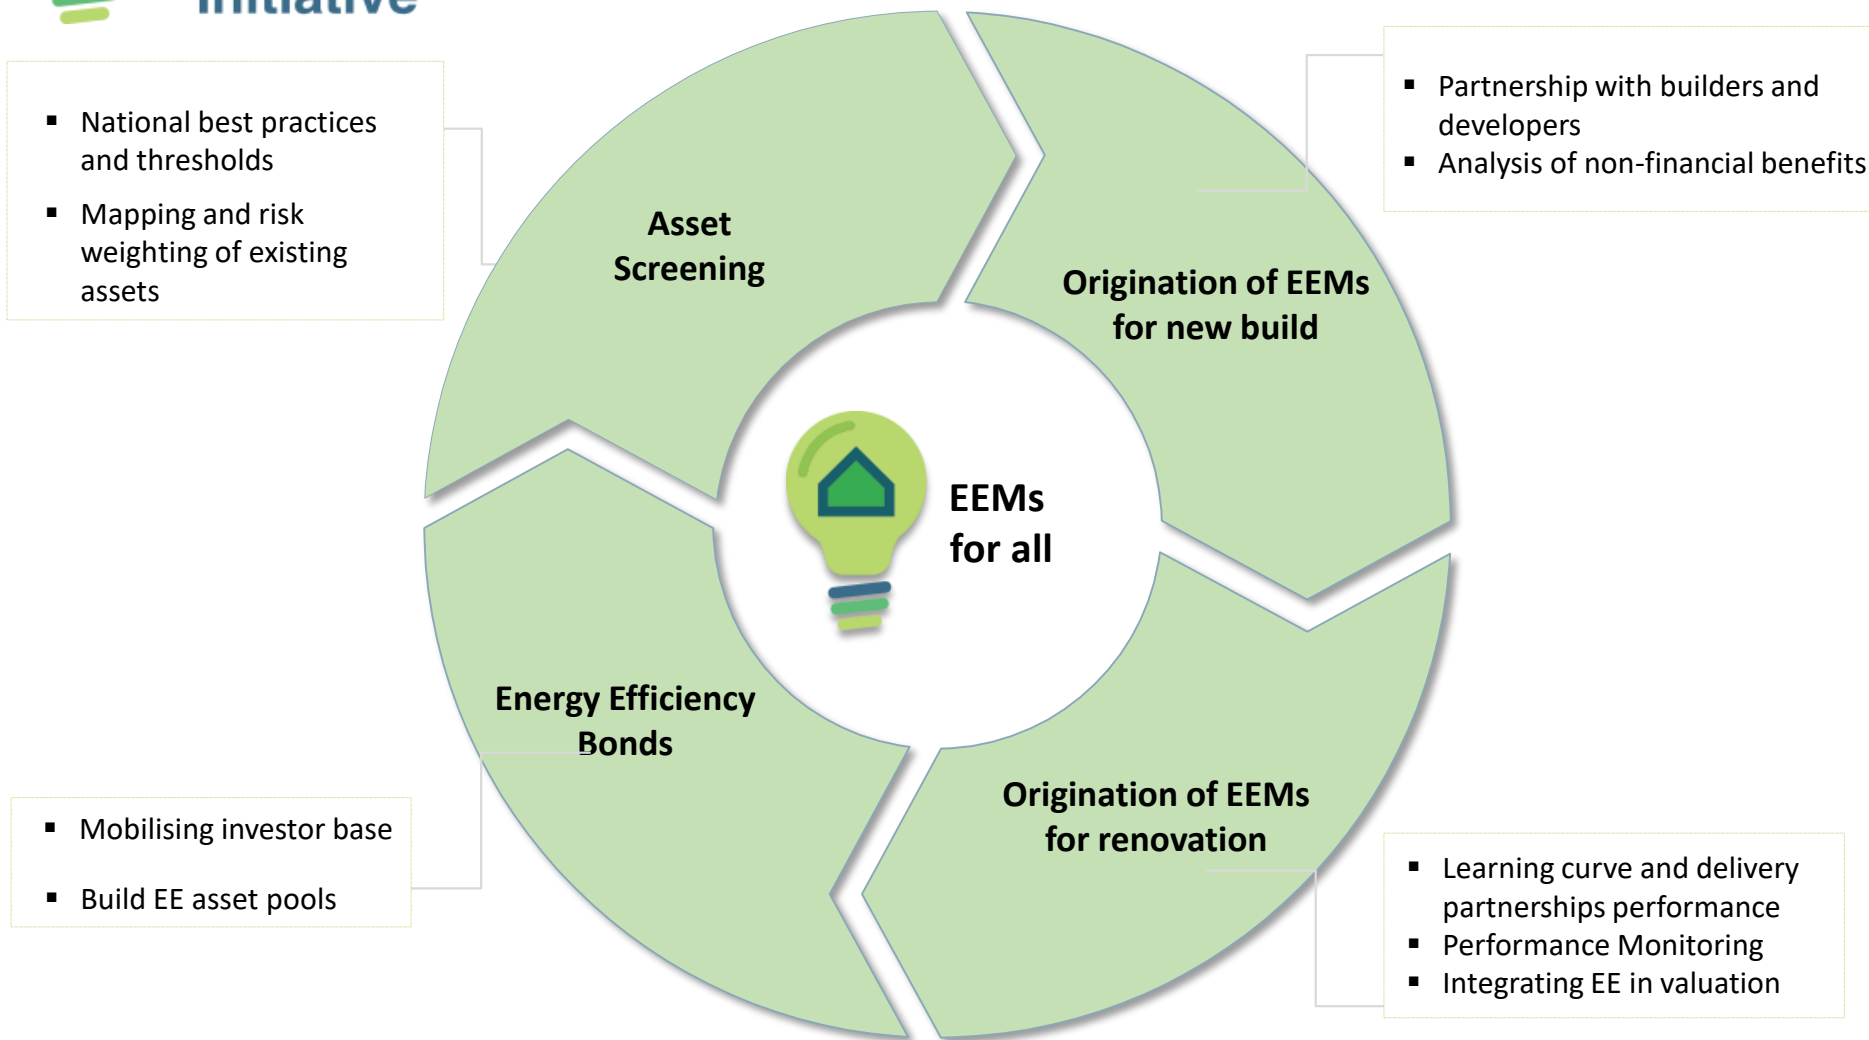 Initiative
▪ National best practices
and thresholds
▪ Mapping and risk
weighting of existing
assets
▪ Partnership with builders and
developers
▪ Analysis of non-financial benefits
Asset
Screening
Origination of EEMs
for new build
EEMs
for all
Energy Efficiency
Bonds
Origination of EEMs
for renovation
▪ Mobilising investor base
▪ Build EE asset pools
▪ Learning curve and delivery
partnerships performance
▪ Performance Monitoring
▪ Integrating EE in valuation